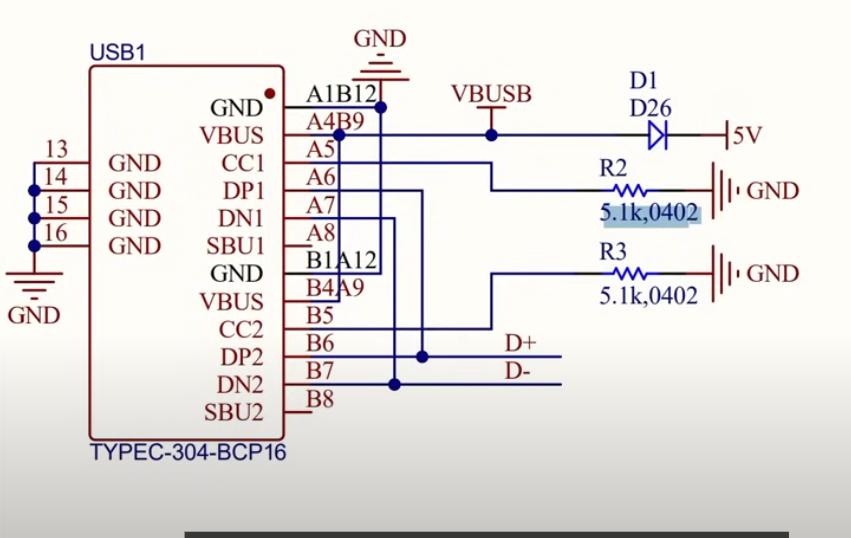 USB1
GND
GND
A1B12
VBUS
A4B9
VBUSB
D1
D26
5V
13
GND
CC1
A5
14
GND
DP1
A6
R2
5.1k,0402
GND
15
GND
DN1
A7
16
GND
SBU1
A8
GND
B1A12
R3
5.1k,0402
GND
GND
VBUS
B4A9
CC2
B5
DP2
B6
D+
DN2
B7
D-
SBU2
B8
TYPEC-304-BCP16